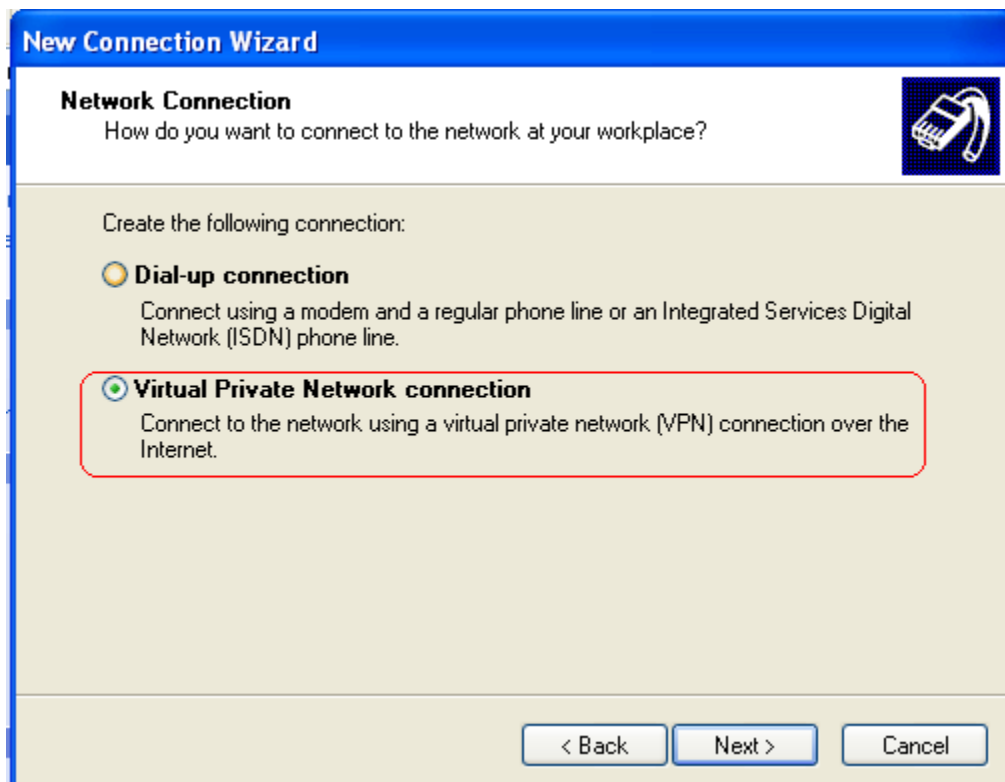 New Connection Wizard
Network Connection
How do you want to connect to the network at your workplace?
Create the following connection:
Dial-up connection
Connect using a modem and a regular phone line or an Integrated Services Digital
Network (ISDN) phone line.
Virtual Private Network connection
Connect to the network using a virtual private network (VPN) connection over the
Internet.
< Back
Next >
Cancel